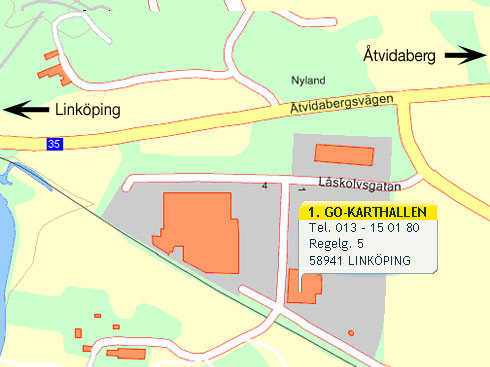 Åtvidaberg
Nyland
Linköping
Åtvidabergsvägen
35
4
1
Låskolvsgatan
1. GO-KARTHALLEN
Tel. 013 - 15 01 80
Regelg. 5
58941 LINKÖPING